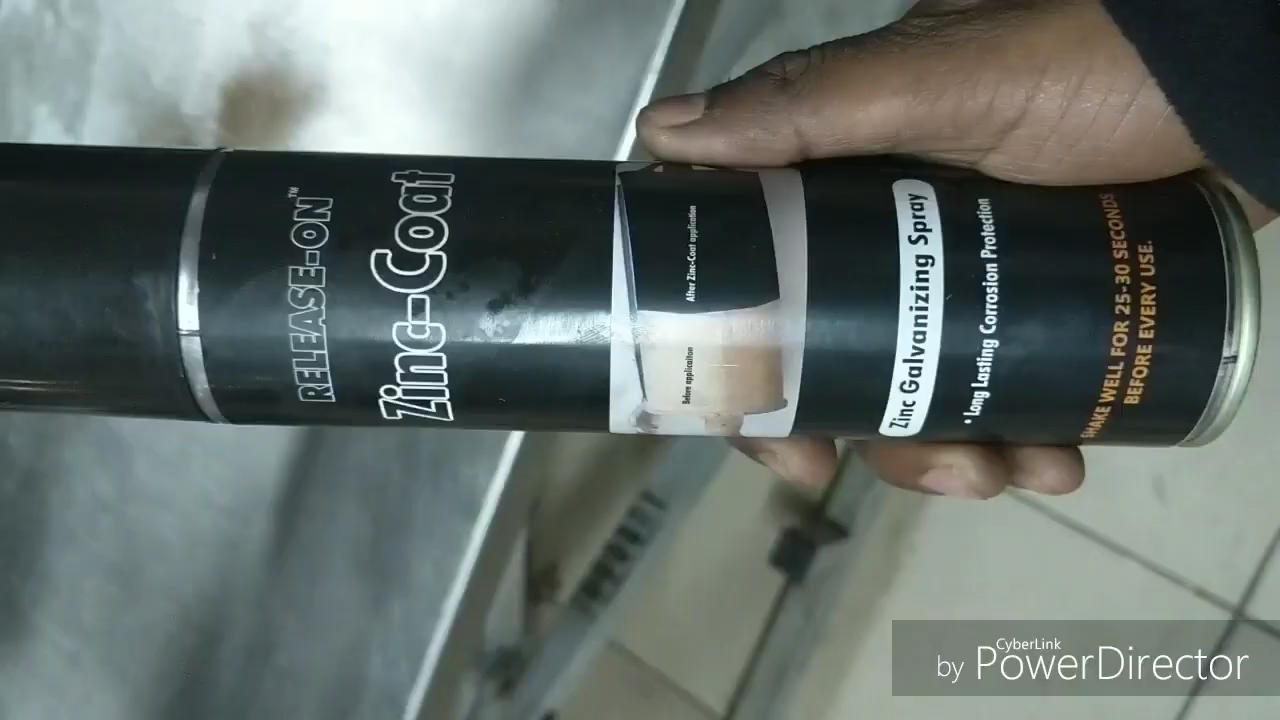 RELEASE-ON™
Zinc-Coat
After Zinc-Coat application
Before application
Zinc Galvanizing Spray
• Long Lasting Corrosion Protection
SHAKE WELL FOR 25-30 SECONDS
BEFORE EVERY USE.
by CyberLink
PowerDirector